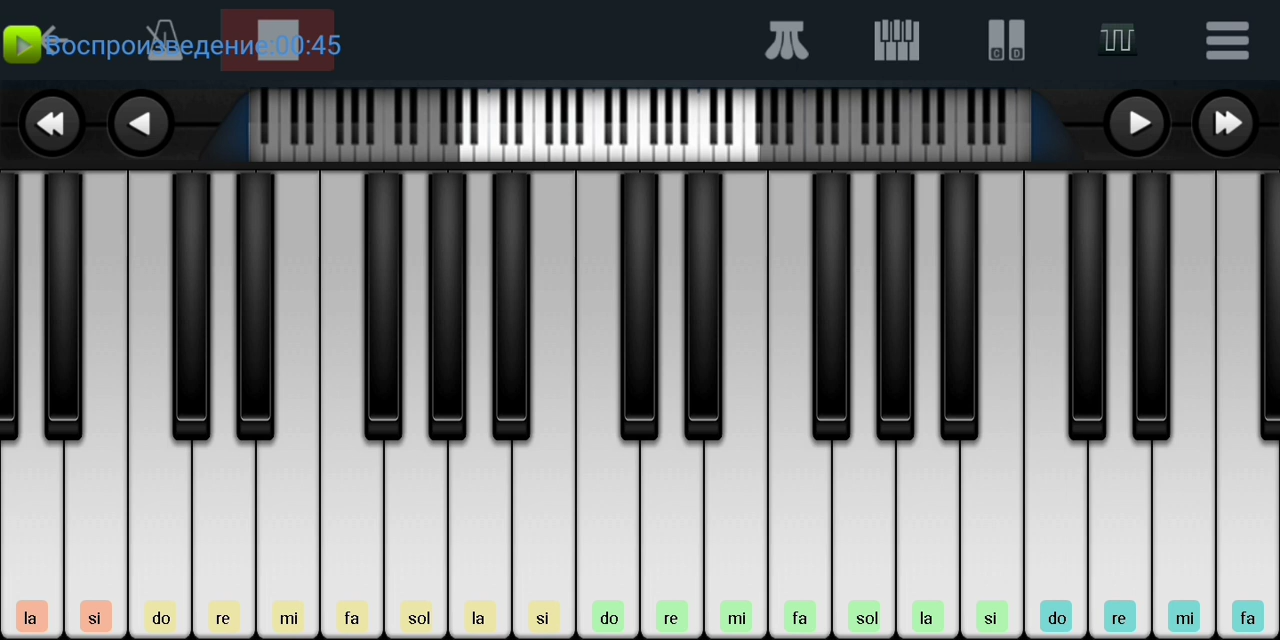 Воспроизведение:00:45
C D
la si do re mi fa sol la si do re mi fa sol la si do re mi fa